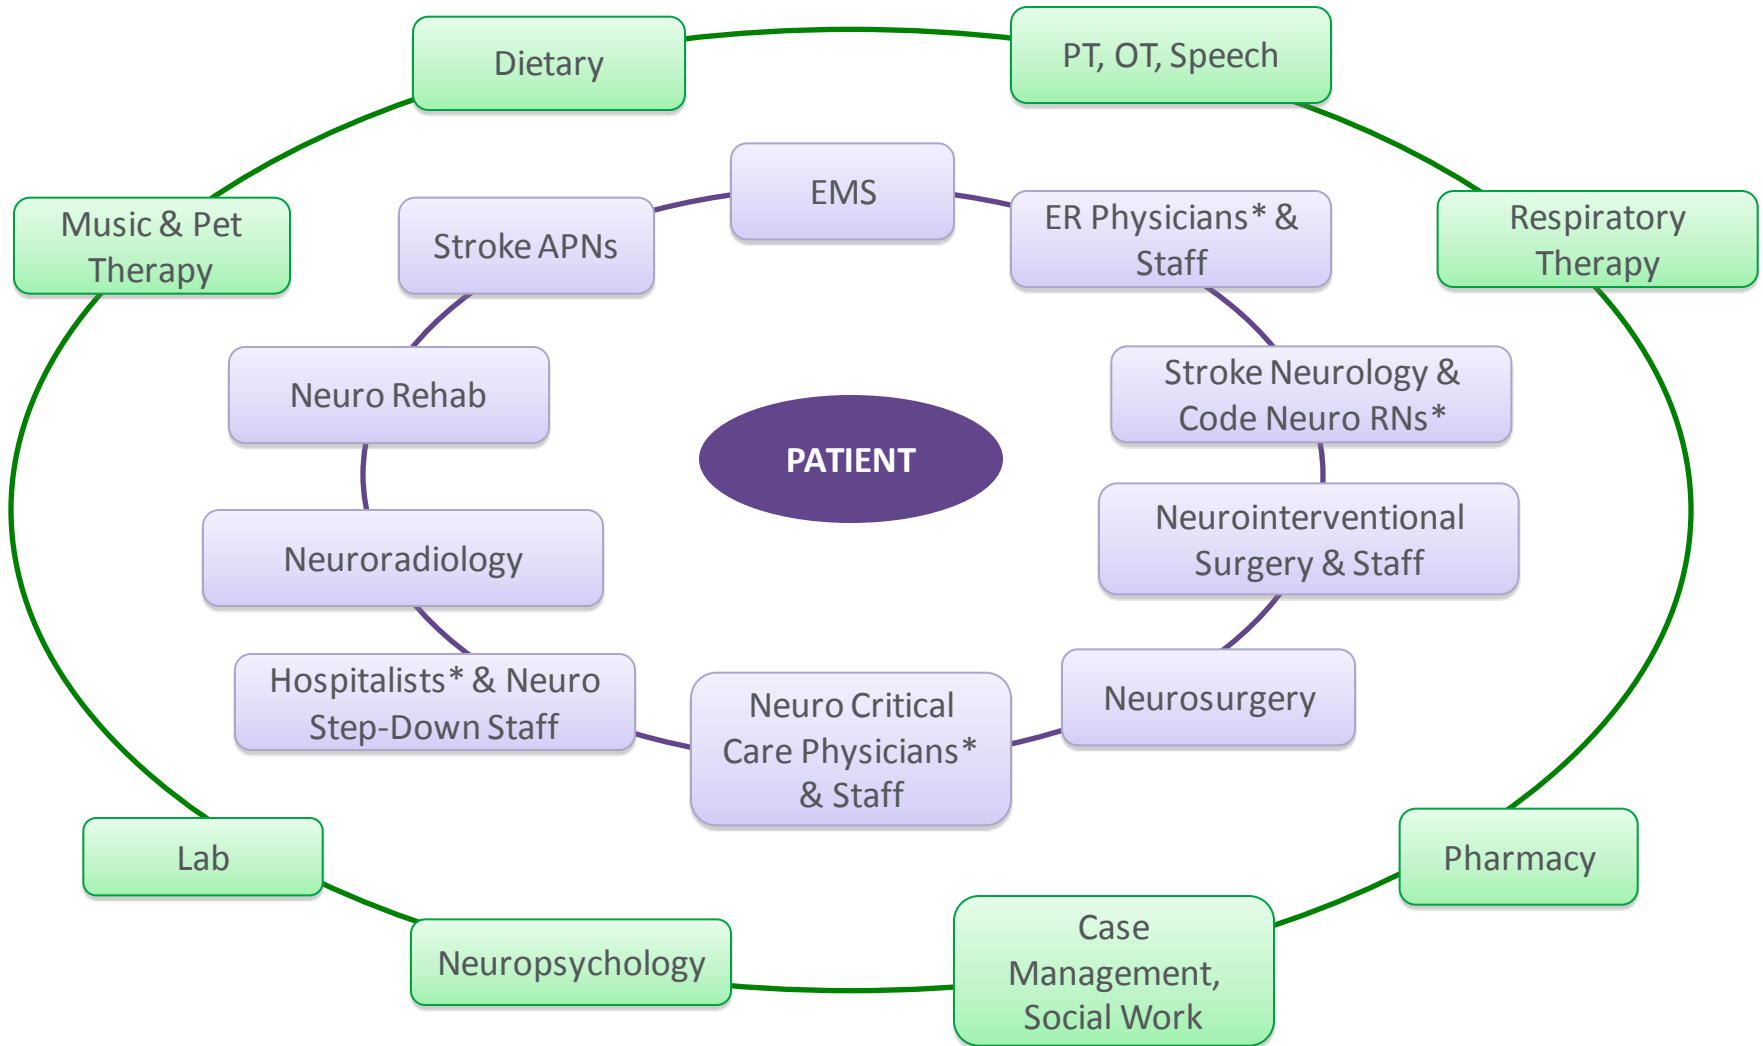 Dietary
PT, OT, Speech
EMS
Music & Pet
Therapy
Stroke APNs
ER Physicians* &
Staff
Respiratory
Therapy
Neuro Rehab
Stroke Neurology &
Code Neuro RNs*
PATIENT
Neuroradiology
Neurointerventional
Surgery & Staff
Hospitalists* & Neuro
Step-Down Staff
Neuro Critical
Care Physicians*
& Staff
Neurosurgery
Lab
Pharmacy
Neuropsychology
Case
Management,
Social Work